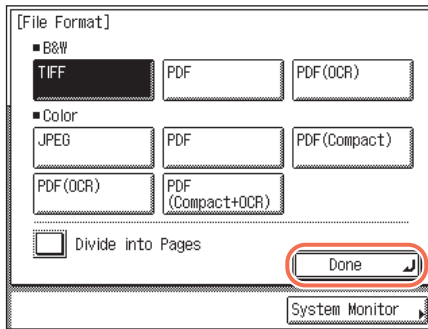 [File Format]
■ B&W
TIFF PDF PDF(OCR)
■ Color
JPEG PDF PDF(Compact)
PDF(OCR) PDF
(Compact+OCR)
Divide into Pages
Done
System Monitor